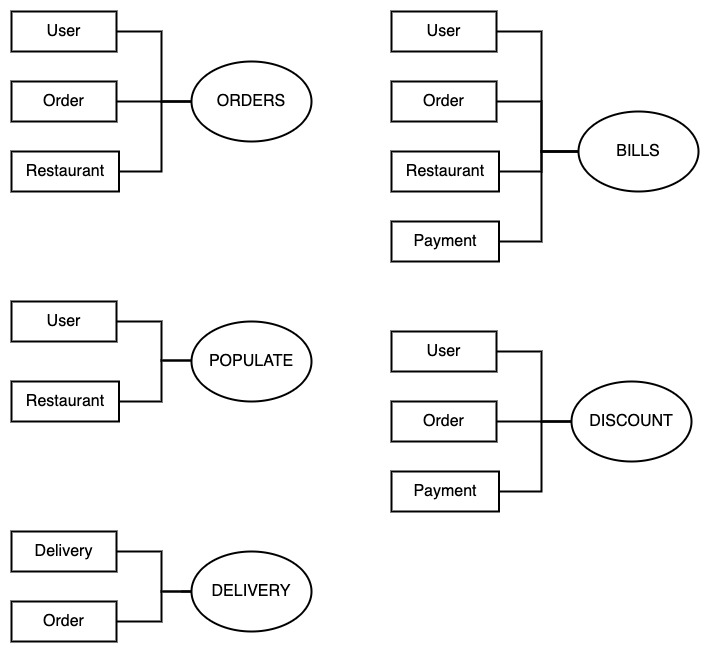 User
Order
Restaurant
ORDERS
User
Order
Restaurant
Payment
BILLS
User
Restaurant
POPULATE
User
Order
Payment
DISCOUNT
Delivery
Order
DELIVERY